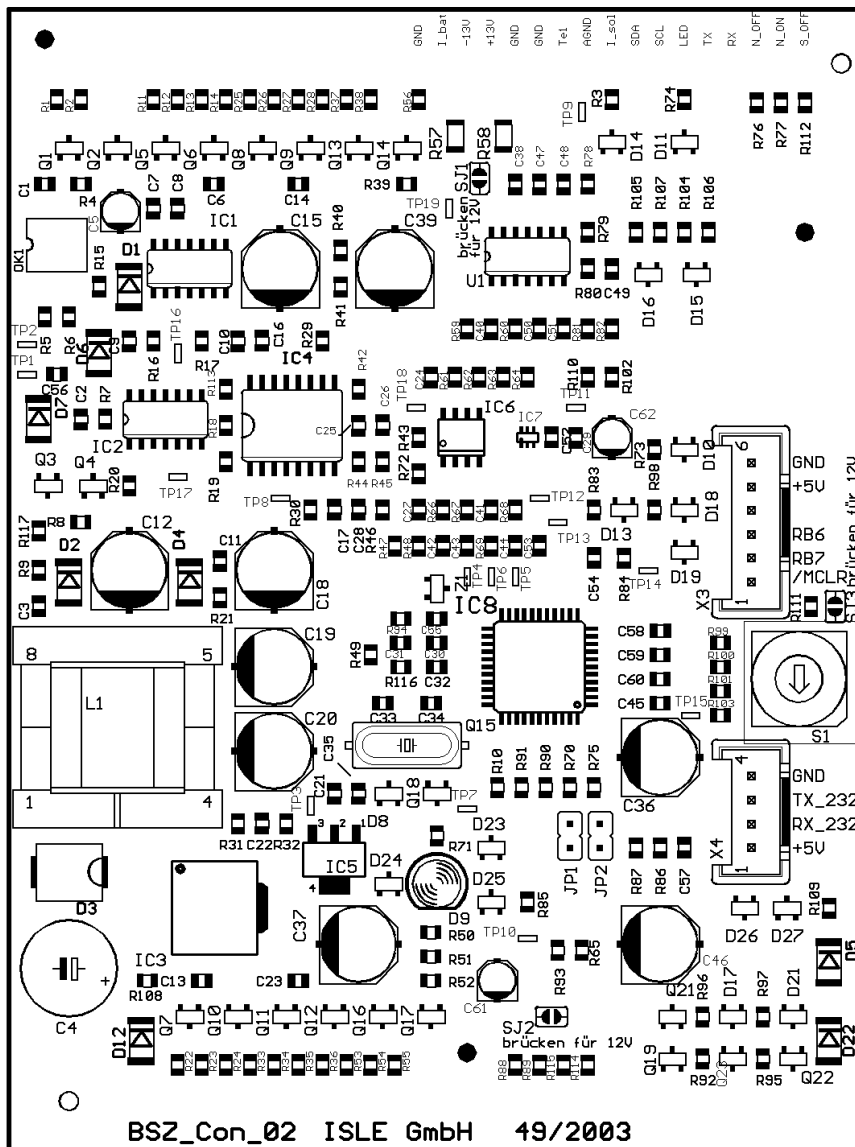 GND I_bat -13V +13V GND GND Te1 AGND I_sol SDA SCL LED TX RX N_OFF N_ON S_OFF
R1 R2 R11 R12 R13 R14 R25 R26 R27 R28 R37 R38 R56 R3 R74
TP9
R57 R58 R76 R77 R112
Q1 Q2 Q5 Q6 Q8 Q9 Q13 Q14 C38 C47 C48 R78 D14 D11
C1 R4 C7 C8 C6 C14 R39 SJ1 R105 R107 R104 R106
C5 IC1 C15 R40 C39 TP19 brücken für 12V R79
OK1 R15 D1 R41 U1 R80 C49 D16 D15
TP2 R5 R6 TP16 R59 C40 R60 C50 C51 R81 R82
TP1 D6 C9 R16 R17 C10 C16 R29 IC4
C56 R113 R42 C24 R61 R62 R63 R64 R110 R102
D7 C2 R7 R18 C25 C26 TP18 IC6 IC7 TP11 C62
IC2 R43 C52 C29 R73
Q3 Q4 R20 R19 R44 R45 R72 R83 R98 D10 6 GND
TP17 TP8 TP12 +5V
R117 R8 C12 R30 C17 C28 R46 C27 R66 R67 C41 R68 D13 D18 RB6
D2 D4 C11 C18 R47 R48 C42 C43 R69 C44 C53 TP13 D19 RB7
R9 TP4 TP6 TP5 C54 R84 TP14 /MCLR
C3 R21 Z1 IC8 X3 1 R111 SJ3 brücken für 12V
8 5 C19 R94 C55 C58 R99
R49 C31 C30 C59 R100
L1 R116 C32 C60 R101
C20 C33 C34 C45 R103
C35 Q15 TP15 S1
1 4 TP3 C21 Q18 TP7 R10 R91 R90 R70 R75 C36 4 GND
TX_232
R31 C22 R32 3 2 1 D8 R71 D23 RX_232
IC5 D24 JP1 JP2 R87 R86 C57 X4 1 +5V
4 D25 R109
D3 C37 D9 R85 D26 D27
R50 TP10
IC3 R51 R93 R65 C46 D5
C4 + R108 C13 C23 R52 C61 Q21 R96 D17 R97 D21
D12 Q7 Q10 Q11 Q12 Q16 Q17 SJ2 D22
brücken für 12V
R22 R23 R24 R33 R34 R35 R36 R53 R54 R88 R89 R115 R114 Q19 R92 R95 Q22
BSZ_Con_02 ISLE GmbH 49/2003